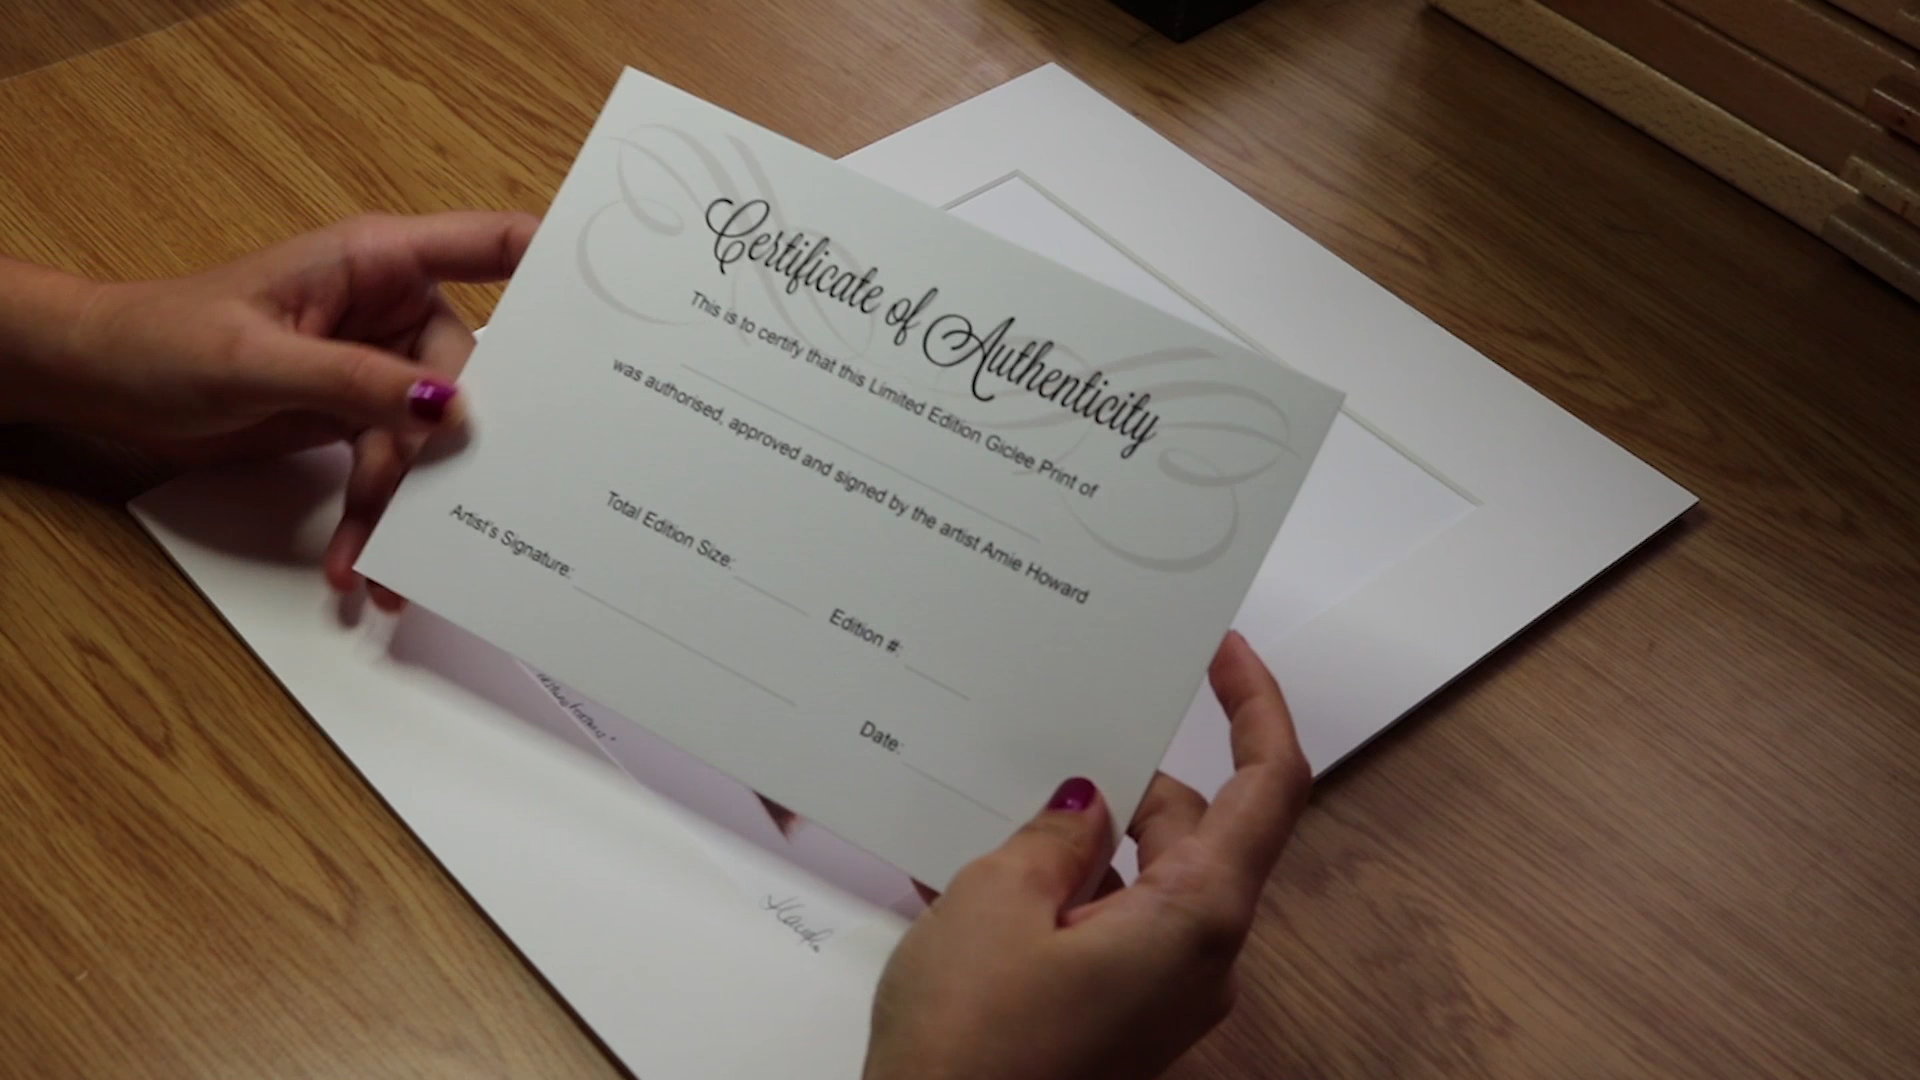 Certificate of Authenticity
This is to certify that this Limited Edition Giclee Print of
was authorised, approved and signed by the artist Amie Howard
Total Edition Size:
Edition #:
Artist's Signature:
Date: